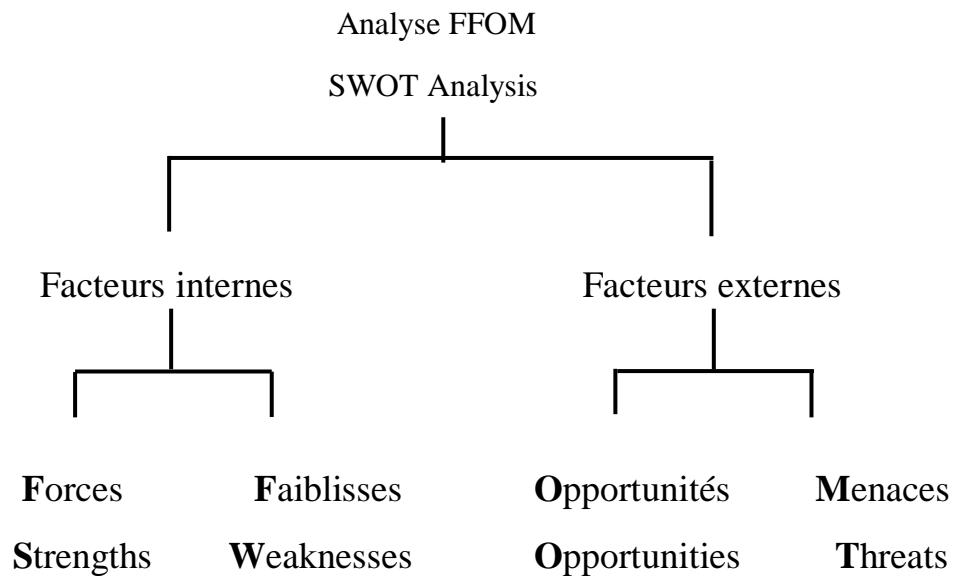 Analyse FFOM
SWOT Analysis
Facteurs internes Facteurs externes
Forces Faiblisses Opportunités Menaces
Strengths Weaknesses Opportunities Threats